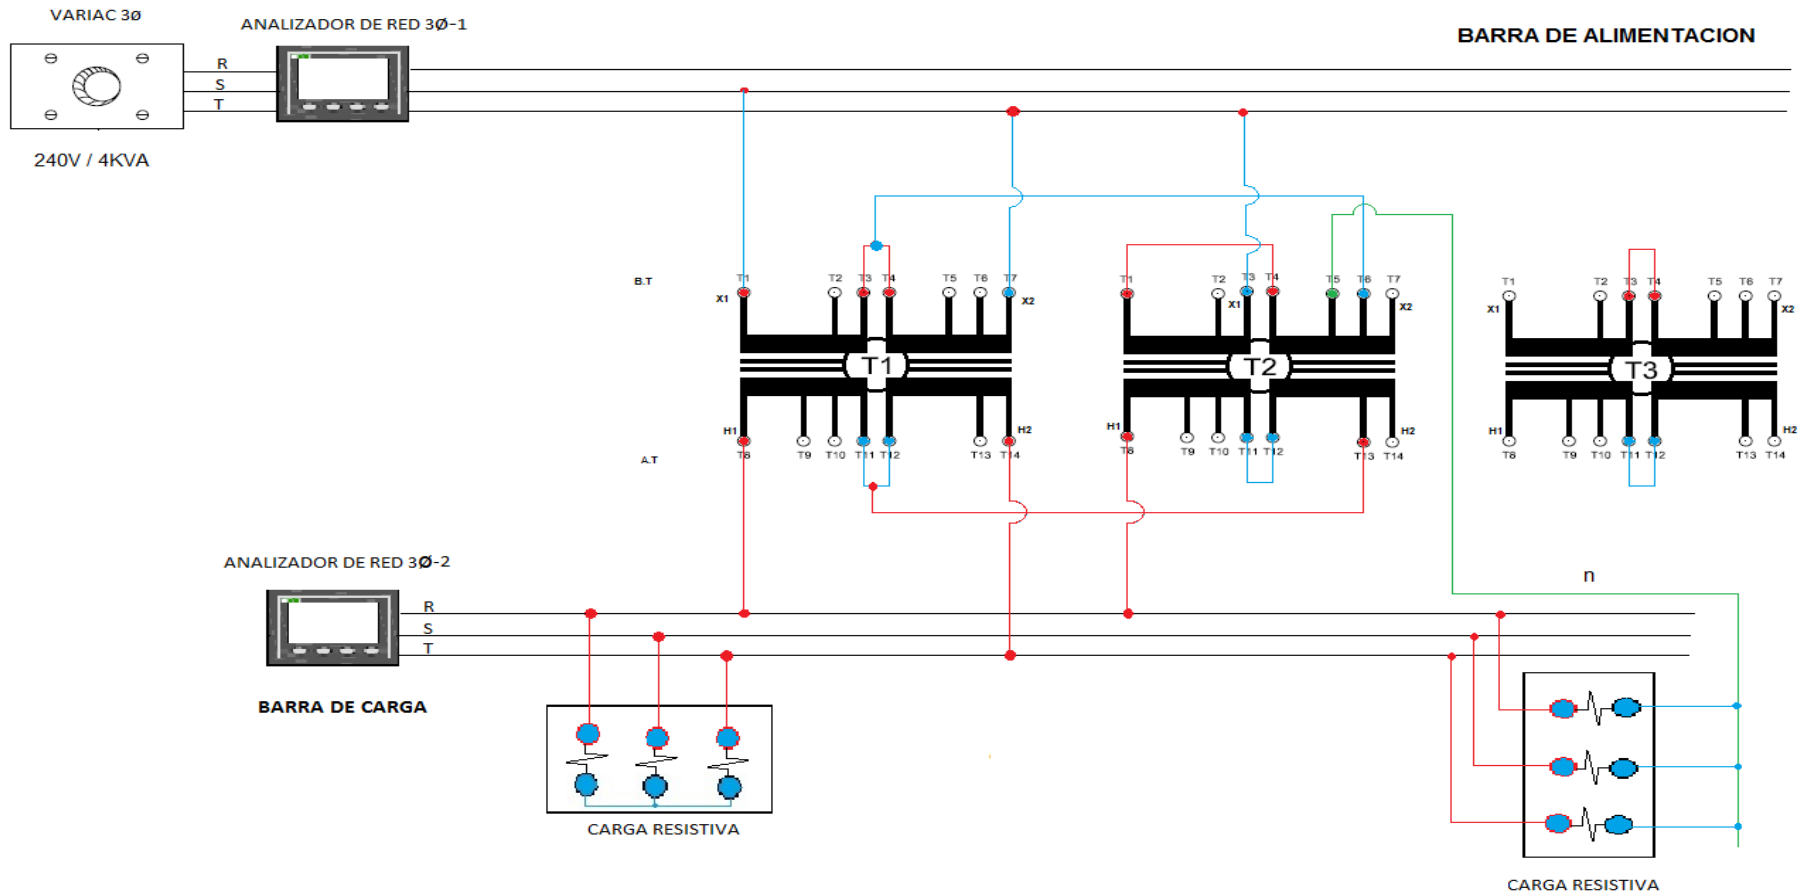 VARIAC 3Ø
ANALIZADOR DE RED 3Ø-1
BARRA DE ALIMENTACION
R
S
T
240V / 4KVA
B.T
T1 T2 T3 T4 T5 T6 T7
X1 X2
T1
H1 H2
T8 T9 T10 T11 T12 T13 T14
T1 T2 T3 T4 T5 T6 T7
X1 X2
T2
H1 H2
T8 T9 T10 T11 T12 T13 T14
T1 T2 T3 T4 T5 T6 T7
X1 X2
T3
H1 H2
T8 T9 T10 T11 T12 T13 T14
A.T
ANALIZADOR DE RED 3Ø-2
n
R
S
T
BARRA DE CARGA
CARGA RESISTIVA
CARGA RESISTIVA